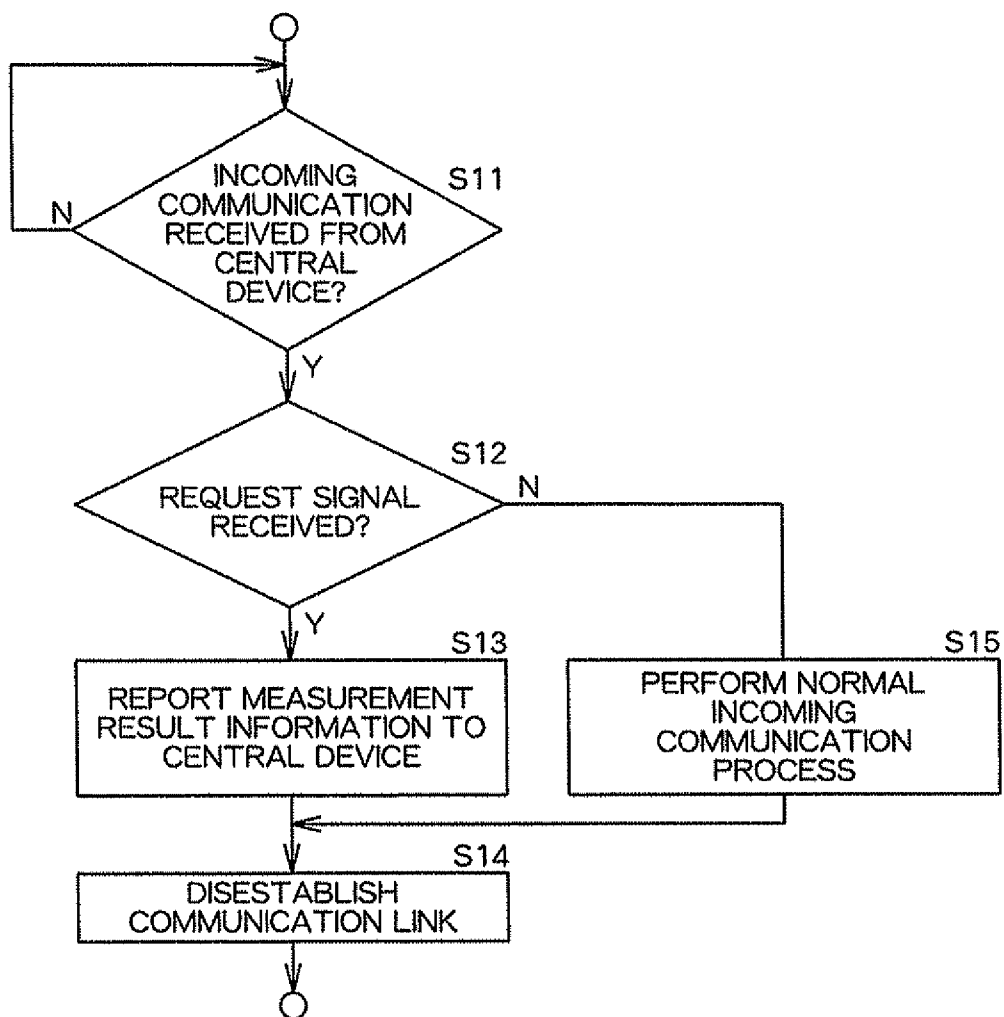 S11
INCOMING
COMMUNICATION
RECEIVED FROM
CENTRAL
DEVICE?
N
Y
S12
REQUEST SIGNAL
RECEIVED?
N
Y
S13
REPORT MEASUREMENT
RESULT INFORMATION TO
CENTRAL DEVICE
S15
PERFORM NORMAL
INCOMING
COMMUNICATION
PROCESS
S14
DISESTABLISH
COMMUNICATION LINK